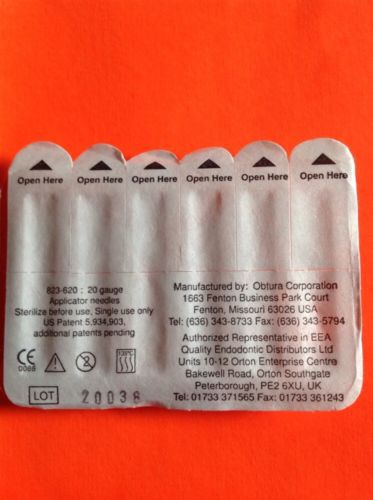 Open Here Open Here Open Here Open Here Open Here Open Here
823-620 : 20 gauge
Applicator needles
Sterilize before use, Single use only
US Patent 5,934,903,
additional patents pending
CE
0086
2
135°C
LOT
20038
Manufactured by: Obtura Corporation
1663 Fenton Business Park Court
Fenton, Missouri 63026 USA
Tel: (636) 343-8733 Fax: (636) 343-5794
Authorized Representative in EEA
Quality Endodontic Distributors Ltd
Units 10-12 Orton Enterprise Centre
Bakewell Road, Orton Southgate
Peterborough, PE2 6XU, UK
Tel: 01733 371565 Fax: 01733 361243